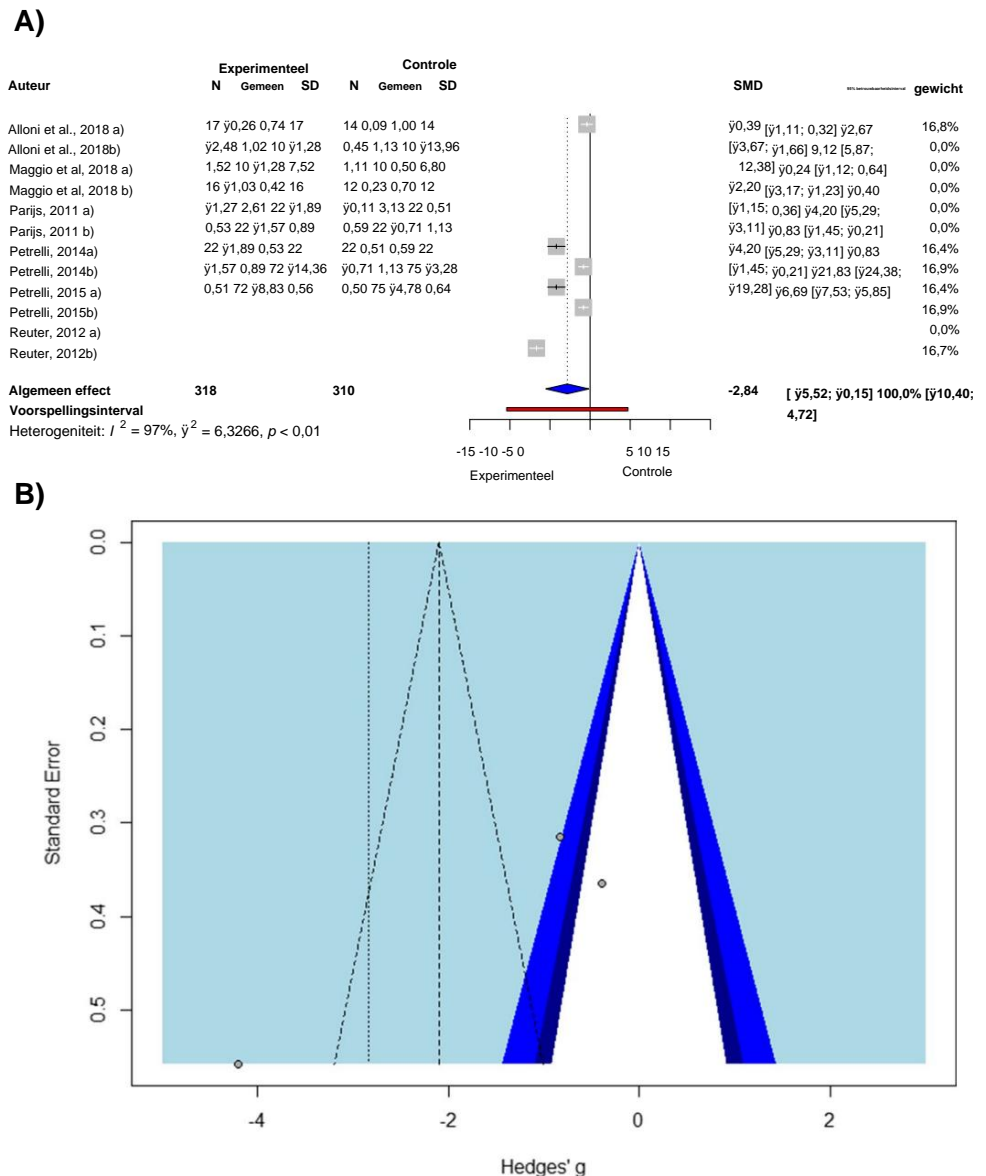 A)
Experimenteel Controle
Auteur N Gemeen SD N Gemeen SD SMD 95% betrouwbaarheidsinterval gewicht
Alloni et al., 2018 a) 17 ÿ0,26 0,74 17 14 0,09 1,00 14 ÿ0,39 [ÿ1,11; 0,32] ÿ2,67 16,8%
Alloni et al., 2018b) ÿ2,48 1,02 10 ÿ1,28 0,45 1,13 10 ÿ13,96 [ÿ3,67; ÿ1,66] 9,12 [5,87; 0,0%
Maggio et al, 2018 a) 1,52 10 ÿ1,28 7,52 1,11 10 0,50 6,80 12,38] ÿ0,24 [ÿ1,12; 0,64] 0,0%
Maggio et al, 2018 b) 16 ÿ1,03 0,42 16 12 0,23 0,70 12 ÿ2,20 [ÿ3,17; ÿ1,23] ÿ0,40 0,0%
Parijs, 2011 a) ÿ1,27 2,61 22 ÿ1,89 ÿ0,11 3,13 22 0,51 [ÿ1,15; 0,36] ÿ4,20 [ÿ5,29; 0,0%
Parijs, 2011 b) 0,53 22 ÿ1,57 0,89 0,59 22 ÿ0,71 1,13 ÿ3,11] ÿ0,83 [ÿ1,45; ÿ0,21] 0,0%
Petrelli, 2014a) 22 ÿ1,89 0,53 22 22 0,51 0,59 22 ÿ4,20 [ÿ5,29; ÿ3,11] ÿ0,83 16,4%
Petrelli, 2014b) ÿ1,57 0,89 72 ÿ14,36 ÿ0,71 1,13 75 ÿ3,28 [ÿ1,45; ÿ0,21] ÿ21,83 [ÿ24,38; 16,9%
Petrelli, 2015 a) 0,51 72 ÿ8,83 0,56 0,50 75 ÿ4,78 0,64 ÿ19,28] ÿ6,69 [ÿ7,53; ÿ5,85] 16,4%
Petrelli, 2015b) 16,9%
Reuter, 2012 a) 0,0%
Reuter, 2012b) 16,7%
Algemeen effect 318 310 -2,84 [ ÿ5,52; ÿ0,15] 100,0% [ÿ10,40;
Voorspellingsinterval 4,72]
Heterogeniteit: I 2 = 97%, ÿ2 = 6,3266, p < 0,01
-15 -10 -5 0 5 10 15
Experimenteel Controle
B)
0.0
0.1
0.2
0.3
0.4
0.5
Standard Error
-4 -2 0 2
Hedges' g